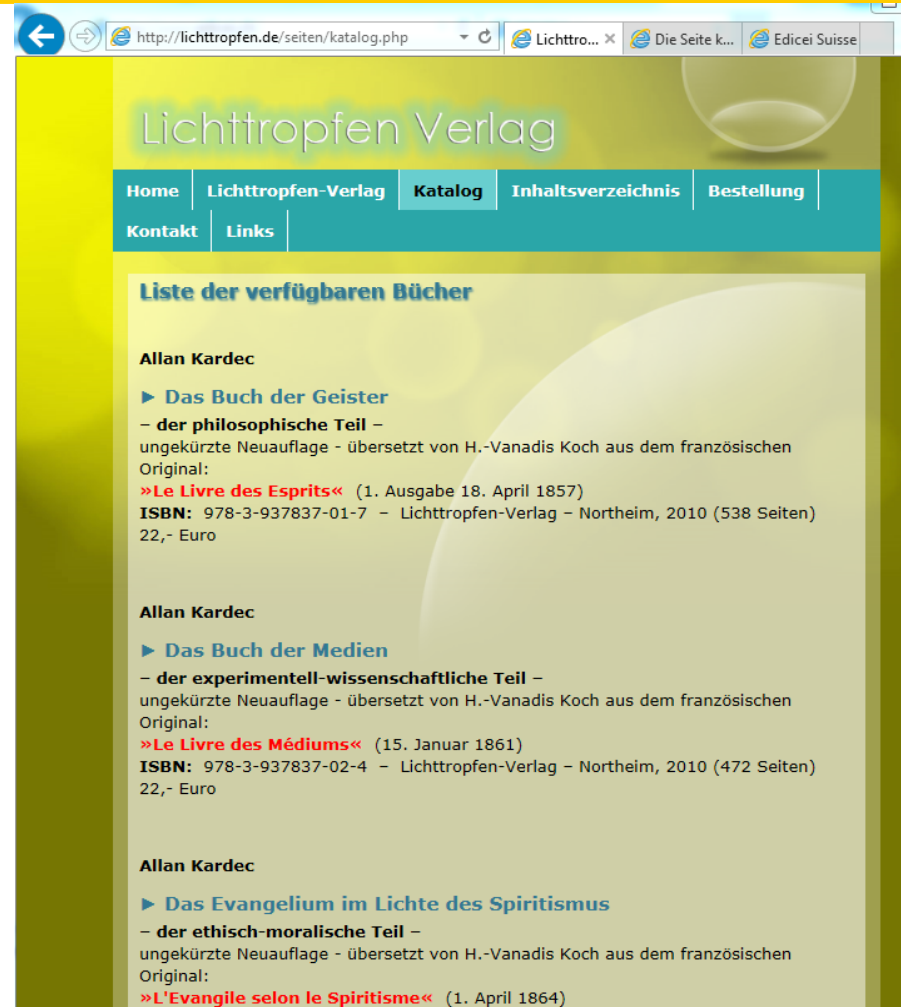 http://lichttropfen.de/seiten/katalog.php
Lichttro...
Die Seite k...
Edicei Suisse
Lichttropfen Verlag
Home Lichttropfen-Verlag Katalog Inhaltsverzeichnis Bestellung
Kontakt Links
Liste der verfügbaren Bücher
Allan Kardec
► Das Buch der Geister
– der philosophische Teil –
ungekürzte Neuauflage - übersetzt von H.-Vanadis Koch aus dem französischen
Original:
»Le Livre des Esprits« (1. Ausgabe 18. April 1857)
ISBN: 978-3-937837-01-7 – Lichttropfen-Verlag – Northeim, 2010 (538 Seiten)
22,- Euro
Allan Kardec
► Das Buch der Medien
– der experimentell-wissenschaftliche Teil –
ungekürzte Neuauflage - übersetzt von H.-Vanadis Koch aus dem französischen
Original:
»Le Livre des Médiums« (15. Januar 1861)
ISBN: 978-3-937837-02-4 – Lichttropfen-Verlag – Northeim, 2010 (472 Seiten)
22,- Euro
Allan Kardec
► Das Evangelium im Lichte des Spiritismus
– der ethisch-moralische Teil –
ungekürzte Neuauflage - übersetzt von H.-Vanadis Koch aus dem französischen
Original:
»L'Evangile selon le Spiritisme« (1. April 1864)